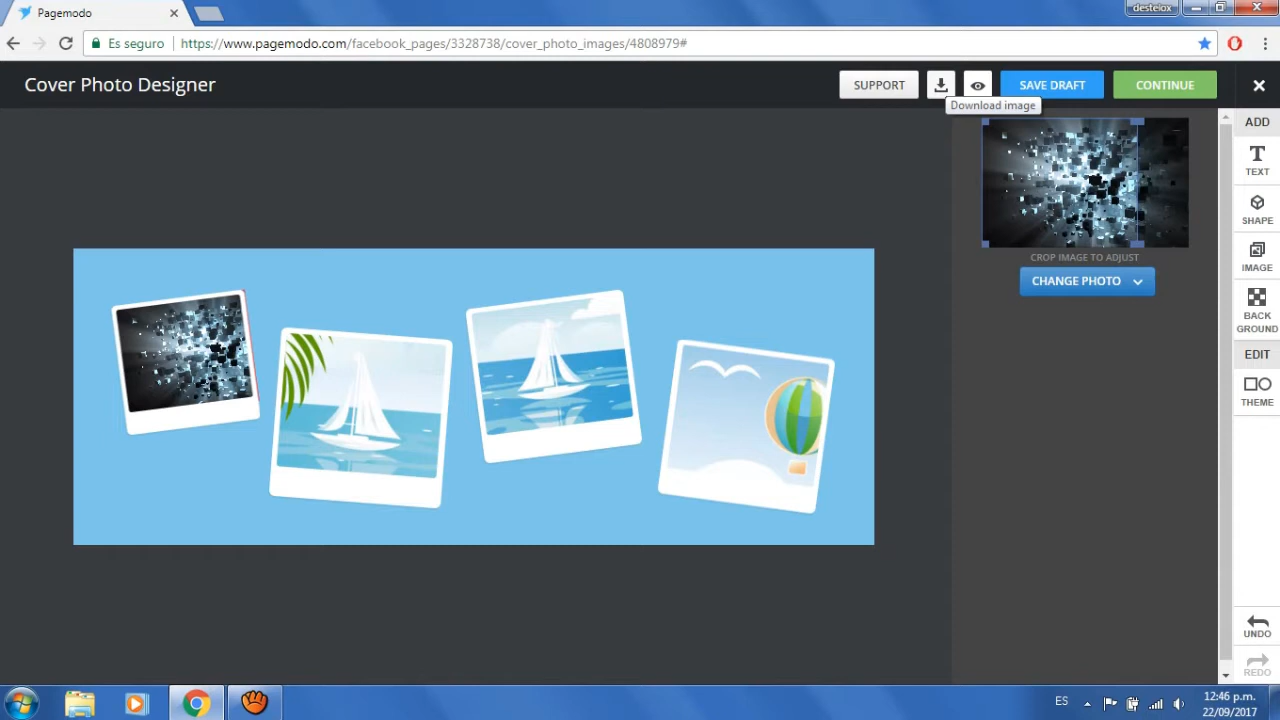 Pagemodo
destelox
Es seguro
https://www.pagemodo.com/facebook_pages/3328738/cover_photo_images/4808979#
Cover Photo Designer
SUPPORT
SAVE DRAFT
CONTINUE
Download image
ADD
TEXT
SHAPE
IMAGE
BACK
GROUND
EDIT
THEME
UNDO
REDO
CROP IMAGE TO ADJUST
CHANGE PHOTO
ES
12:46 p.m.
22/09/2017